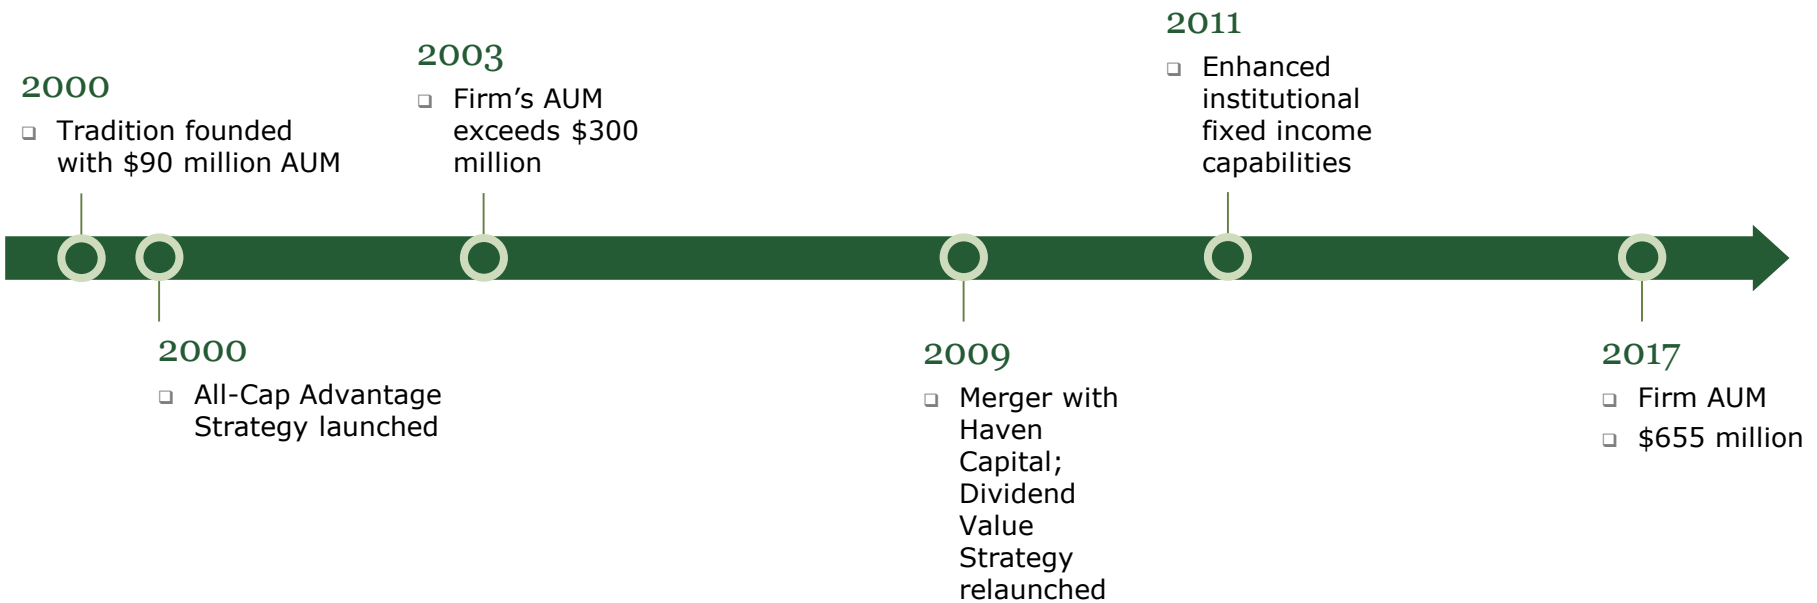 2000
❑ Tradition founded
with $90 million AUM
2000
❑ All-Cap Advantage
Strategy launched
2003
❑ Firm’s AUM
exceeds $300
million
2009
❑ Merger with
Haven
Capital;
Dividend
Value
Strategy
relaunched
2011
❑ Enhanced
institutional
fixed income
capabilities
2017
❑ Firm AUM
❑ $655 million